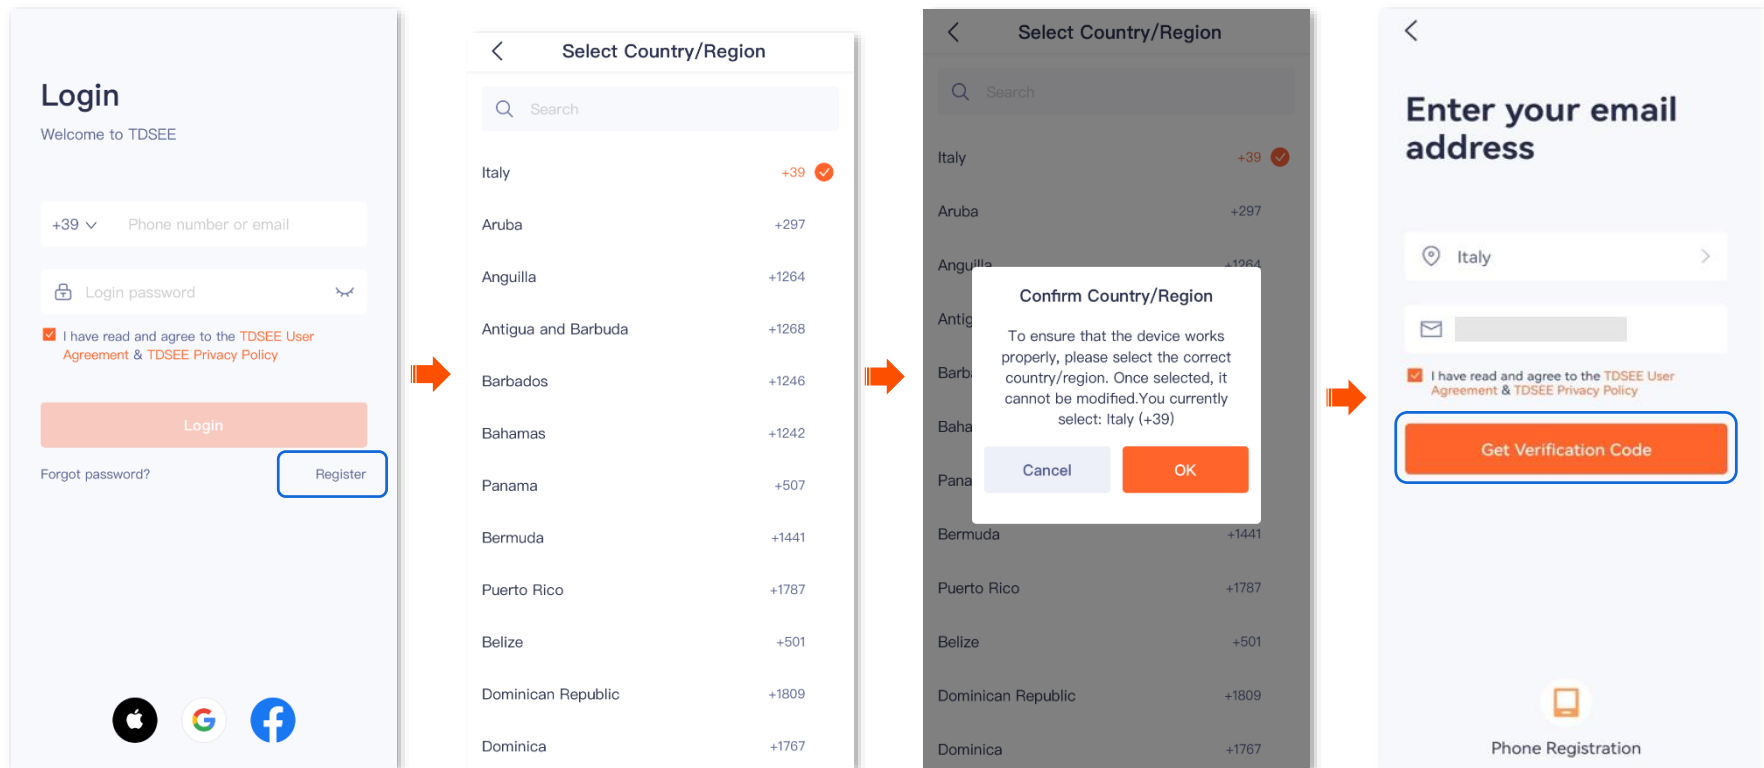 Login
Welcome to TDSEE
+39
Phone number or email
Login password
I have read and agree to the TDSEE User
Agreement & TDSEE Privacy Policy
Login
Forgot password?
Register
Select Country/Region
Search
Italy +39
Aruba +297
Anguilla +1264
Antigua and Barbuda +1268
Barbados +1246
Bahamas +1242
Panama +507
Bermuda +1441
Puerto Rico +1787
Belize +501
Dominican Republic +1809
Dominica +1767
Select Country/Region
Search
Italy +39
Aruba +297
Anguilla +1264
Antig
Barb
Baha
Pana
Confirm Country/Region
To ensure that the device works
properly, please select the correct
country/region. Once selected, it
cannot be modified.You currently
select: Italy (+39)
Cancel
OK
Bermuda +1441
Puerto Rico +1787
Belize +501
Dominican Republic +1809
Dominica +1767
Enter your email
address
Italy
I have read and agree to the TDSEE User
Agreement & TDSEE Privacy Policy
Get Verification Code
Phone Registration